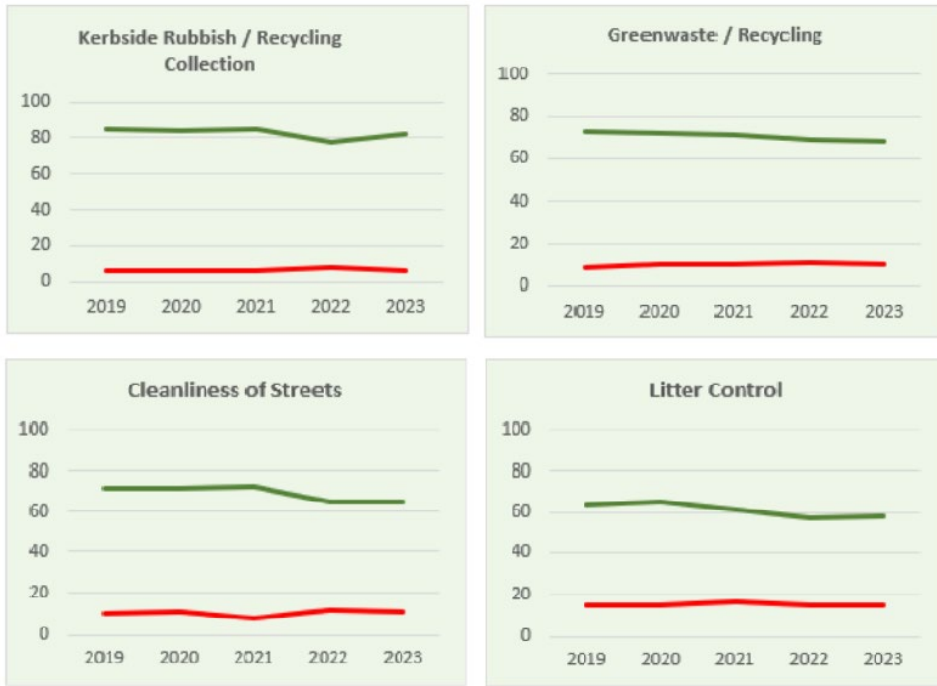 Kerbside Rubbish / Recycling
Collection
100
80
60
40
20
0
2019 2020 2021 2022 2023
Greenwaste / Recycling
100
80
60
40
20
0
2019 2020 2021 2022 2023
Cleanliness of Streets
100
80
60
40
20
0
2019 2020 2021 2022 2023
Litter Control
100
80
60
40
20
0
2019 2020 2021 2022 2023